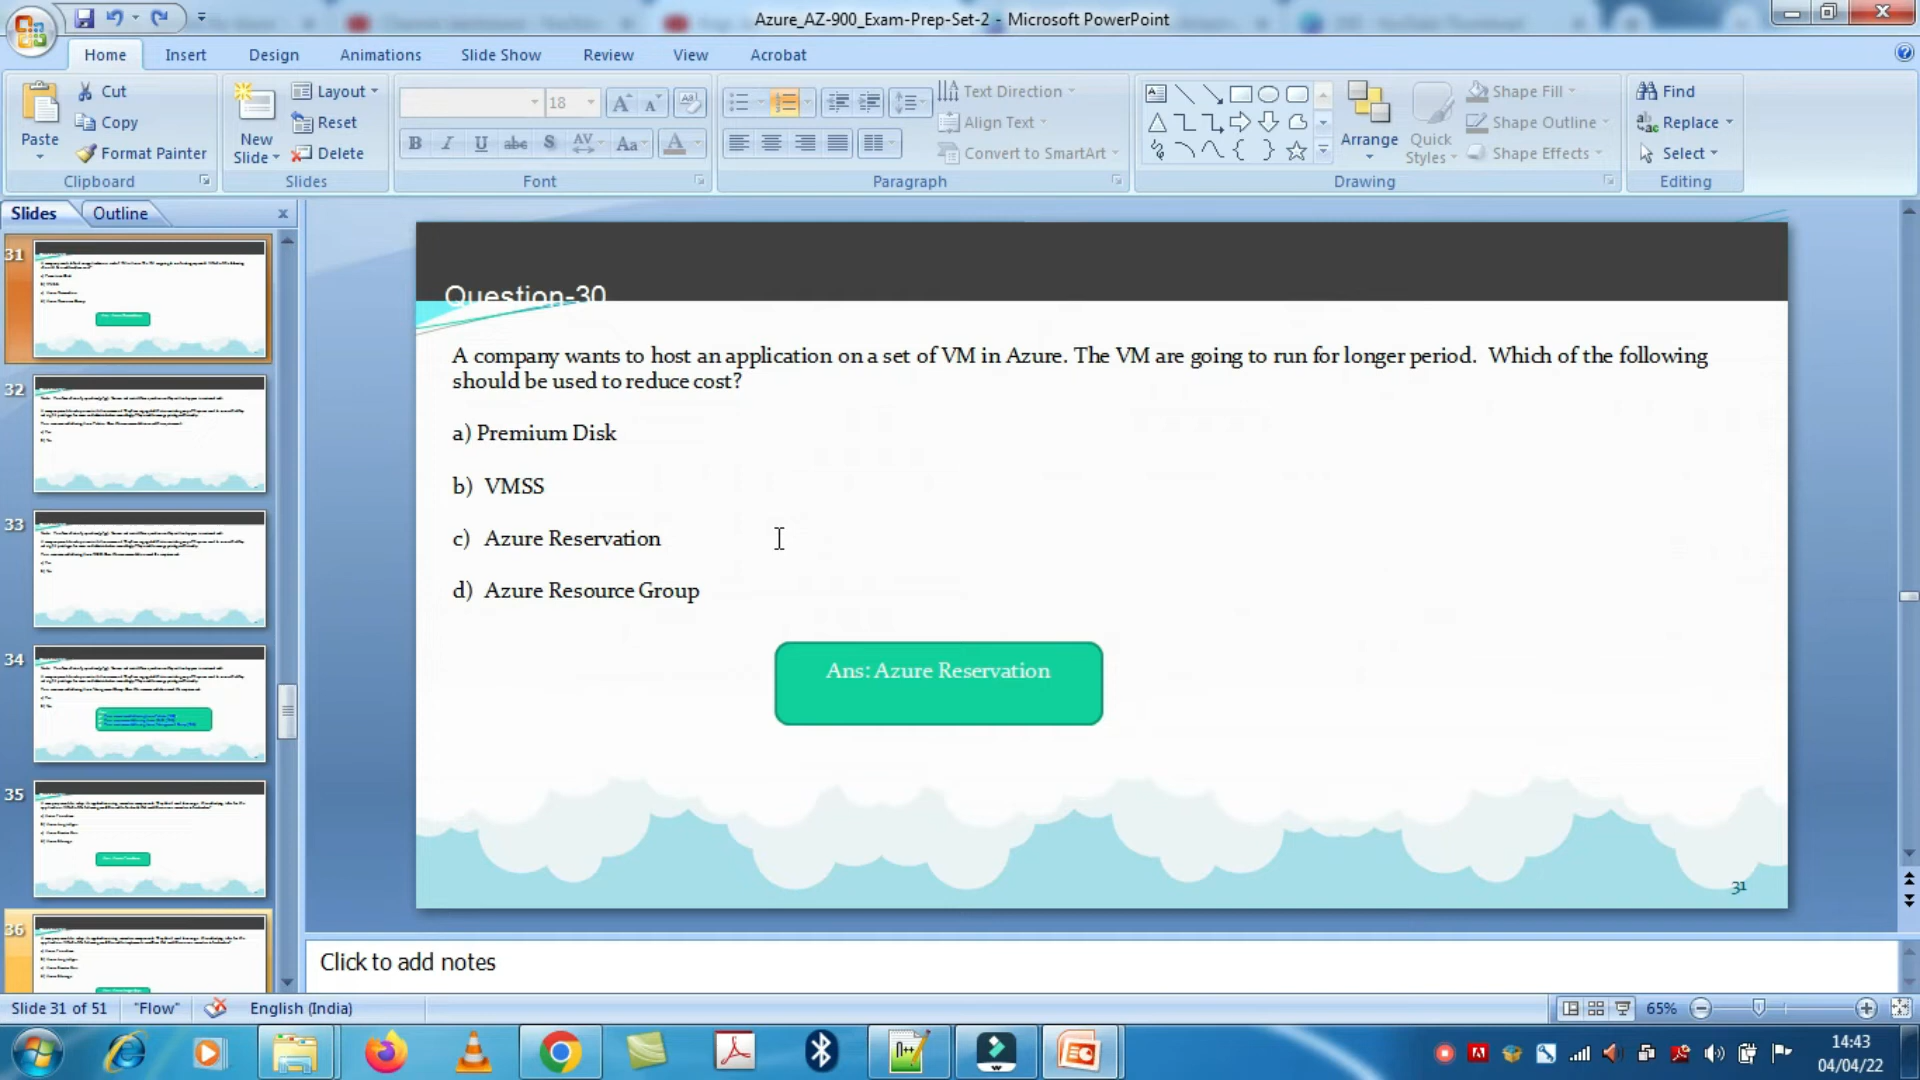 Azure_AZ-900_Exam-Prep-Set-2 - Microsoft PowerPoint
Home Insert Design Animations Slide Show Review View Acrobat
Paste
Cut
Copy
Format Painter
Clipboard
New Slide
Layout
Reset
Delete
Slides
18
Font
Text Direction
Align Text
Convert to SmartArt
Paragraph
Arrange
Quick Styles
Shape Fill
Shape Outline
Shape Effects
Drawing
Find
Replace
Select
Editing
Slides Outline
31
32
33
34
35
36
Question-30
A company wants to host an application on a set of VM in Azure. The VM are going to run for longer period. Which of the following
should be used to reduce cost?
a) Premium Disk
b) VMSS
c) Azure Reservation
d) Azure Resource Group
Ans: Azure Reservation
31
Click to add notes
Slide 31 of 51 "Flow" English (India) 65%
14:43
04/04/22